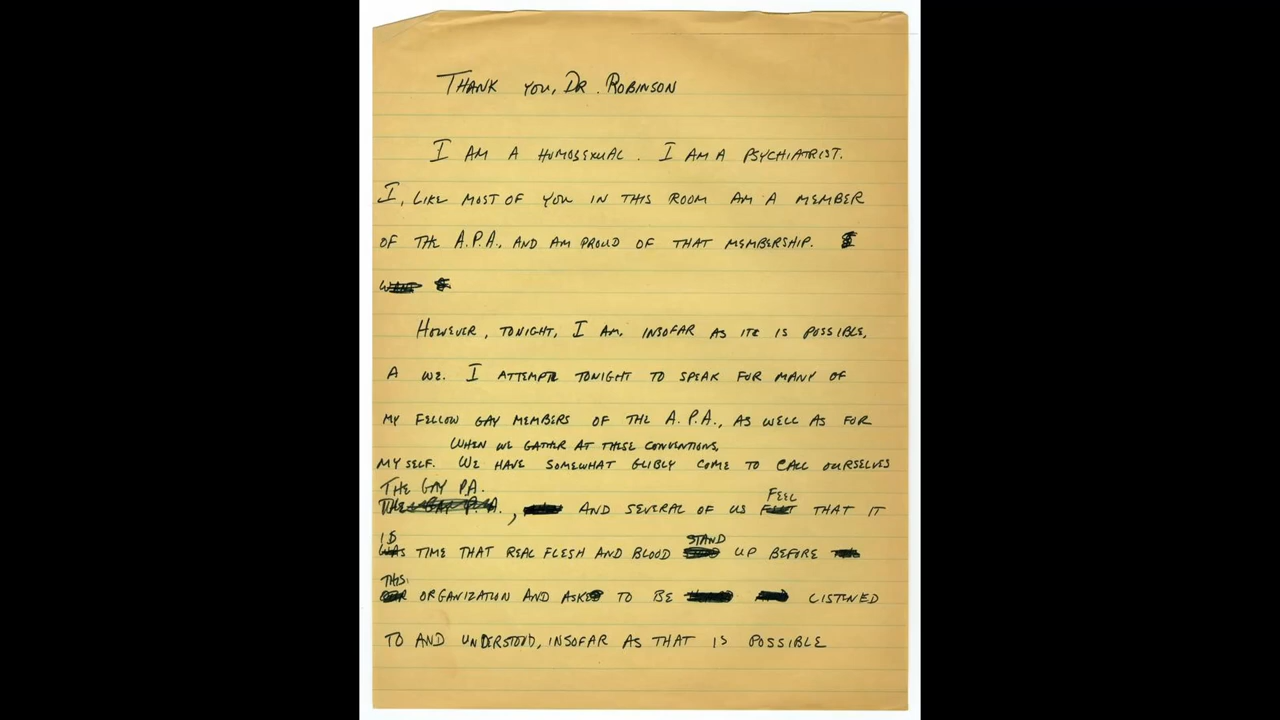 THANK YOU, DR. ROBINSON
I AM A HOMOSEXUAL. I AM A PSYCHIATRIST.
I, LIKE MOST OF YOU IN THIS ROOM AM A MEMBER
OF THE A.P.A., AND AM PROUD OF THAT MEMBERSHIP.
HOWEVER, TONIGHT, I AM, INSOFAR AS IT IS POSSIBLE,
A WE. I ATTEMPT TONIGHT TO SPEAK FOR MANY OF
MY FELLOW GAY MEMBERS OF THE A.P.A., AS WELL AS FOR
WHEN WE GATHER AT THESE CONVENTIONS,
MYSELF. WE HAVE SOMEWHAT GLIBLY COME TO CALL OURSELVES
THE GAY P.A.
FEEL
THE GAY P.A., AND SEVERAL OF US FELT THAT IT
IS STAND
WAS TIME THAT REAL FLESH AND BLOOD UP BEFORE
THIS
ORGANIZATION AND ASK TO BE LISTENED
TO AND UNDERSTOOD, INSOFAR AS THAT IS POSSIBLE